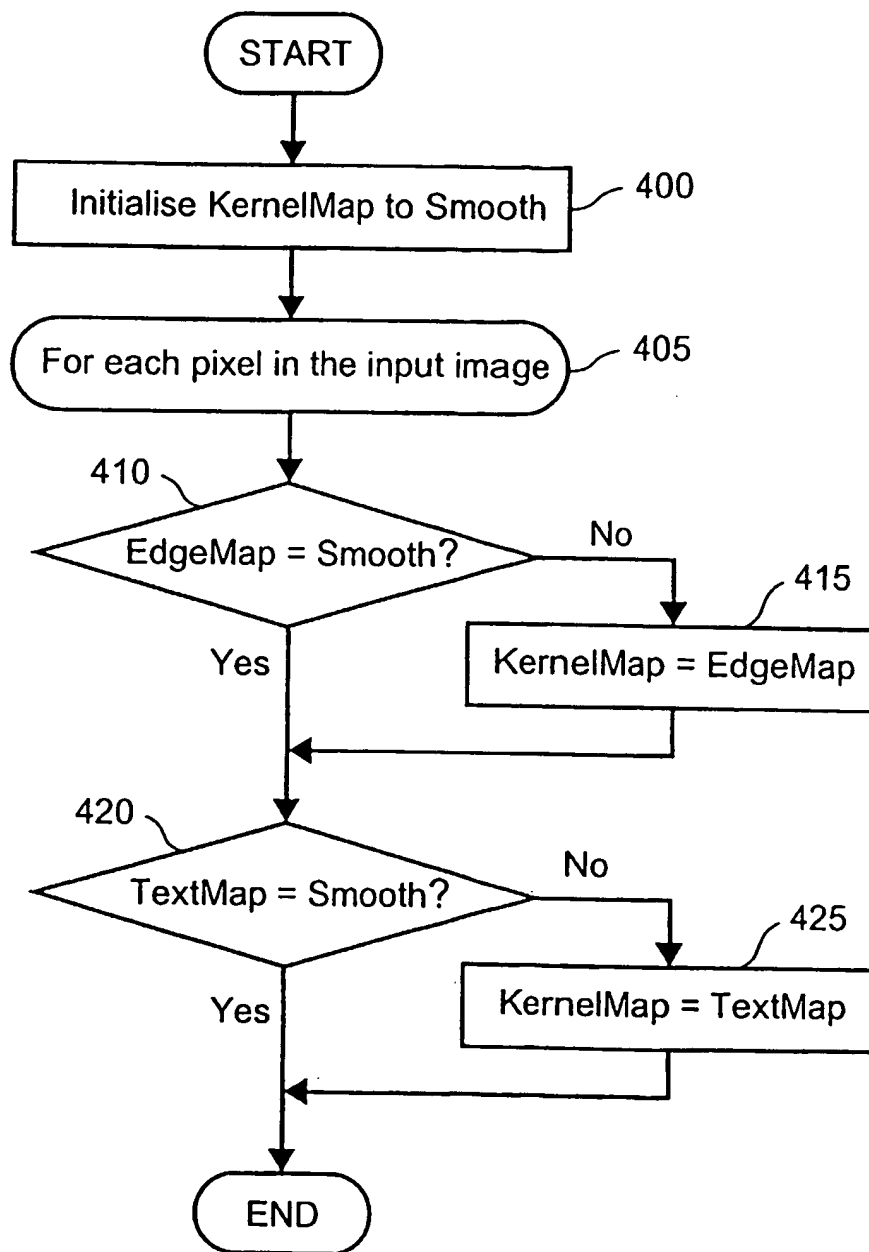 START
Initialise KernelMap to Smooth
400
For each pixel in the input image
405
410
EdgeMap = Smooth?
No
415
Yes
KernelMap = EdgeMap
420
TextMap = Smooth?
No
425
Yes
KernelMap = TextMap
END